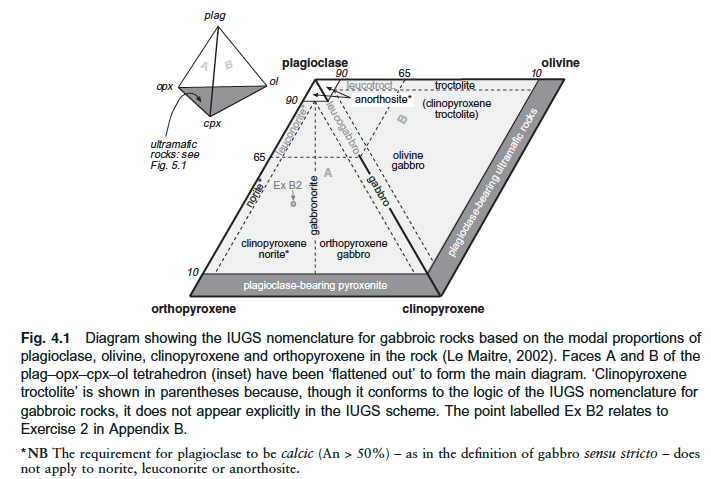 plag
A
B
opx
ol
cpx
ultramafic
rocks: see
Fig. 5.1
plagioclase
olivine
90
65
10
leucotroct.
troctolite
90
anorthosite*
(clinopyroxene
troctolite)
leuconorite*
leucogabbro
B
65
olivine
gabbro
A
norite*
Ex B2
gabbronorite
gabbro
plagioclase-bearing ultramafic rocks
clinopyroxene
norite*
orthopyroxene
gabbro
10
plagioclase-bearing pyroxenite
orthopyroxene
clinopyroxene
Fig. 4.1 Diagram showing the IUGS nomenclature for gabbroic rocks based on the modal proportions of
plagioclase, olivine, clinopyroxene and orthopyroxene in the rock (Le Maitre, 2002). Faces A and B of the
plag–opx–cpx–ol tetrahedron (inset) have been ‘flattened out’ to form the main diagram. ‘Clinopyroxene
troctolite’ is shown in parentheses because, though it conforms to the logic of the IUGS nomenclature for
gabbroic rocks, it does not appear explicitly in the IUGS scheme. The point labelled Ex B2 relates to
Exercise 2 in Appendix B.
*NB The requirement for plagioclase to be calcic (An > 50%) – as in the definition of gabbro sensu stricto – does
not apply to norite, leuconorite or anorthosite.